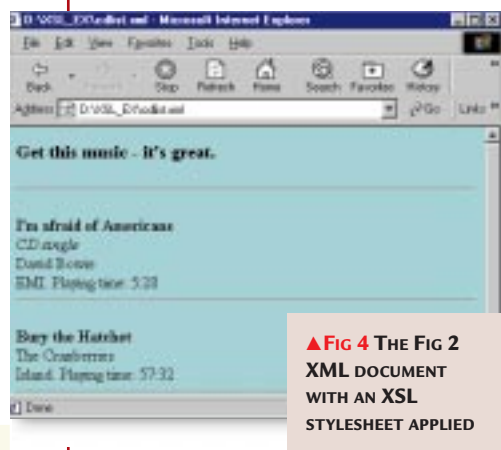 D:\XSL_EX\cdlist.xml - Microsoft Internet Explorer
File Edit View Favorites Tools Help
Back Forward Stop Refresh Home Search Favorites History
Address D:\XSL_EX\cdlist.xml Go Links »
Get this music - it's great.
I'm afraid of Americans
CD single
David Bowie
EMI. Playing time: 5:20
Bury the Hatchet
The Cranberries
Island. Playing time: 57:32
Done
▲FIG 4 THE FIG 2
XML DOCUMENT
WITH AN XSL
STYLESHEET APPLIED